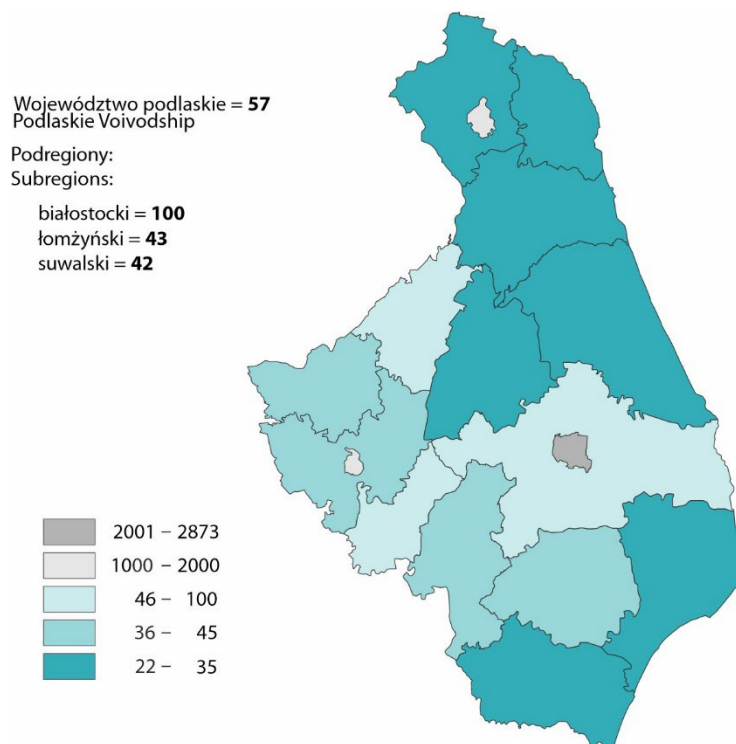 Województwo podlaskie = 57
Podlaskie Voivodship
Podregiony:
Subregions:
białostocki = 100
łomżyński = 43
suwalski = 42
2001 – 2873
1000 – 2000
46 – 100
36 – 45
22 – 35